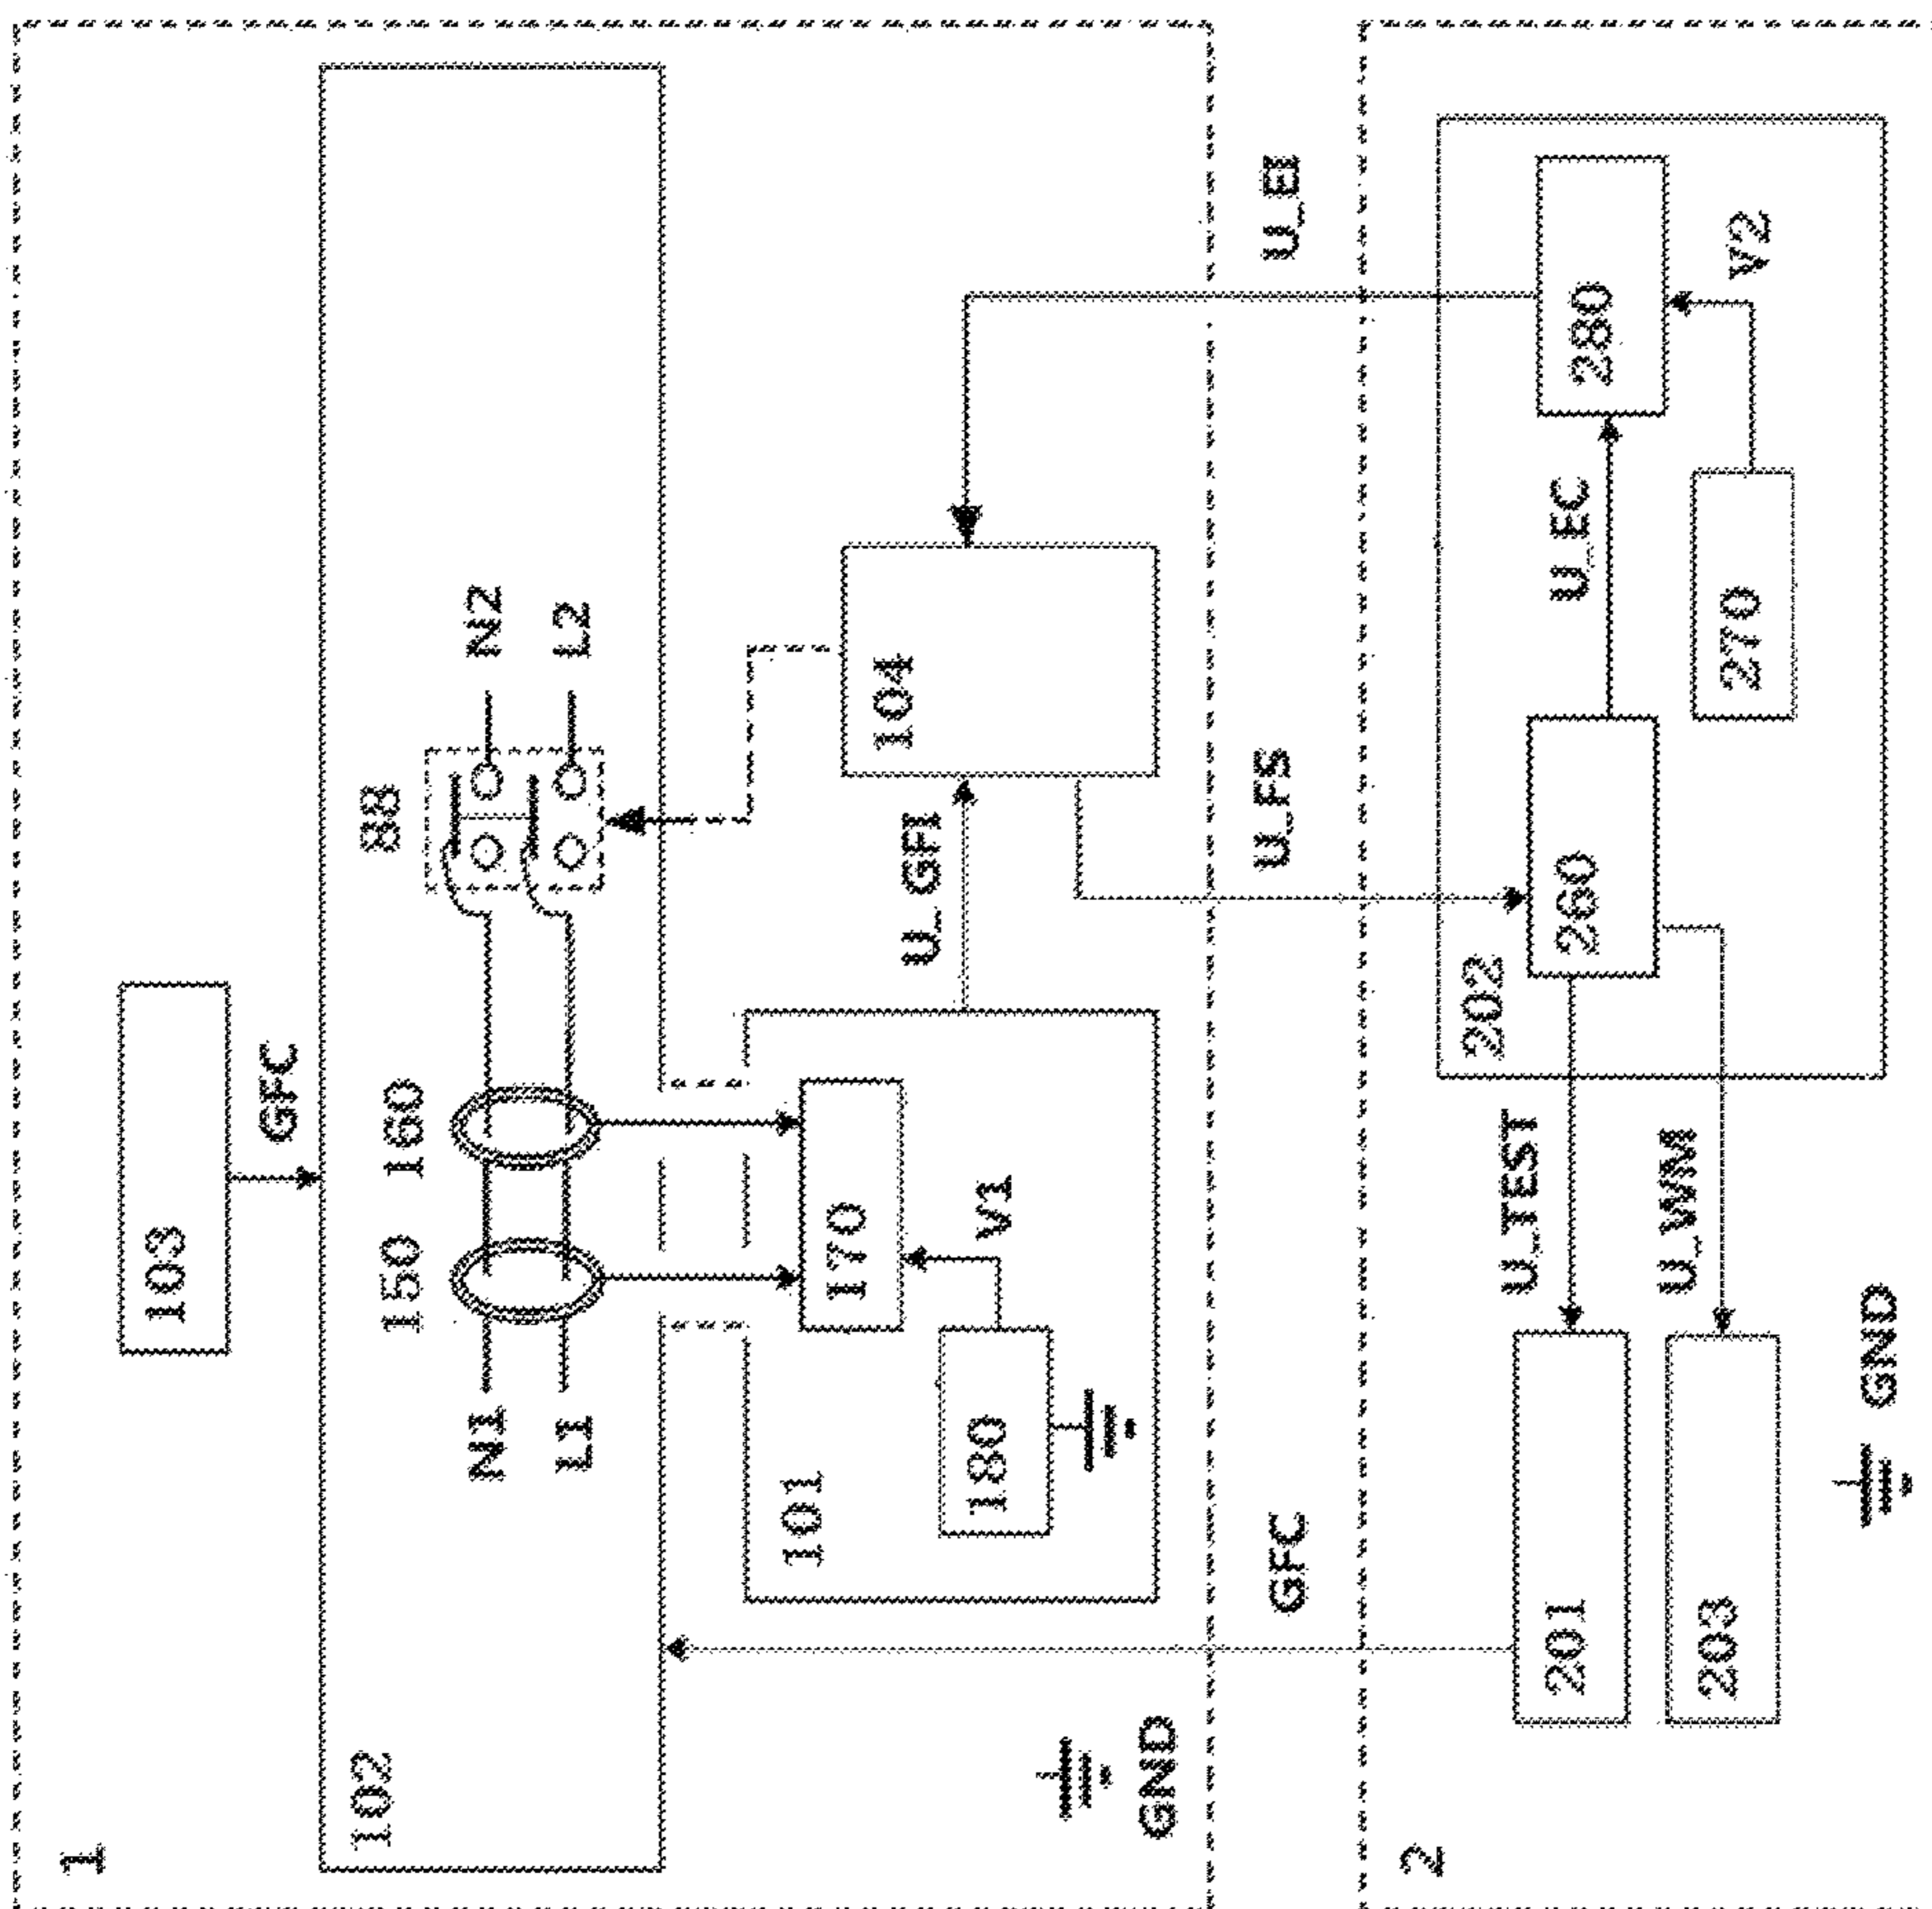 1
103
GFC
102
150
160
88
N1
N2
L1
L2
101
170
104
U_GFI
180
V1
GND
GFC
U_FS
U_EI
2
202
U_TEST
201
260
U_EC
280
U_WM
203
270
V2
GND